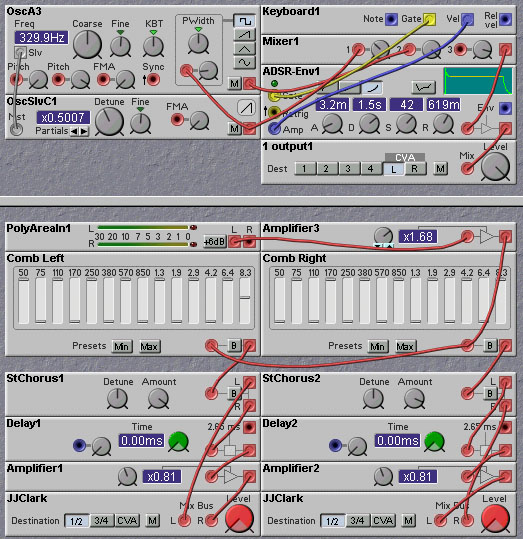 OscA3
Freq
329.9Hz
Slv
Coarse
Fine
KBT
PWidth
Pitch
Pitch
FMA
Sync
M
OscSlvC1
Mst
x0.5007
Partials
Detune
Fine
FMA
Keyboard1
Note
Gate
Vel
Rel vel
Mixer1
1
2
3
ADSR-Env1
Gate
Retrig
Amp
3.2m
1.5s
42
619m
A
D
S
R
Env
1 output1
Dest
1
2
3
4
CVA
L
R
M
Mix
Level
PolyAreaIn1
L
R
30 20 10 7 5 4 3 2 1 0
+6dB
L
R
Amplifier3
x1.68
Comb Left
50 75 110 170 250 380 570 850 1.3 1.9 2.9 4.2 6.4 8.3
Presets
Min
Max
B
Comb Right
50 75 110 170 250 380 570 850 1.3 1.9 2.9 4.2 6.4 8.3
Presets
Min
Max
B
StChorus1
Detune
Amount
L
B
R
StChorus2
Detune
Amount
L
B
R
Delay1
Time
0.00ms
2.65 ms
Delay2
Time
0.00ms
2.65 ms
Amplifier1
x0.81
Amplifier2
x0.81
JJClark
Destination
1/2
3/4
CVA
M
Mix Bus
L
R
Level
JJClark
Destination
1/2
3/4
CVA
M
Mix Bus
L
R
Level